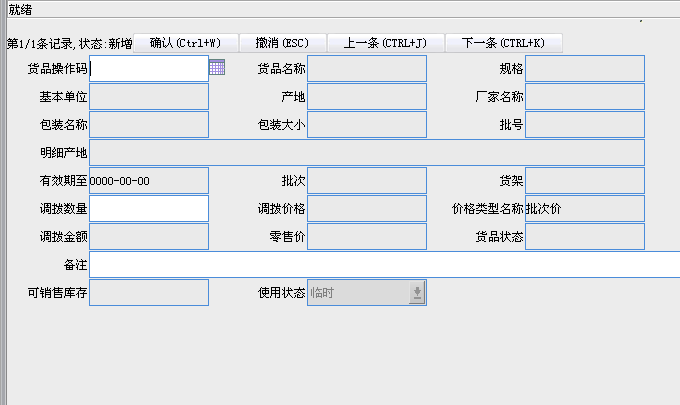 就绪
第1/1条记录,状态:新增 确认(Ctrl+W) 撤消(ESC) 上一条(CTRL+J) 下一条(CTRL+K)
货品操作码 货品名称 规格
基本单位 产地 厂家名称
包装名称 包装大小 批号
明细产地
有效期至 0000-00-00 批次 货架
调拨数量 调拨价格 价格类型名称 批次价
调拨金额 零售价 货品状态
备注
可销售库存 使用状态 临时